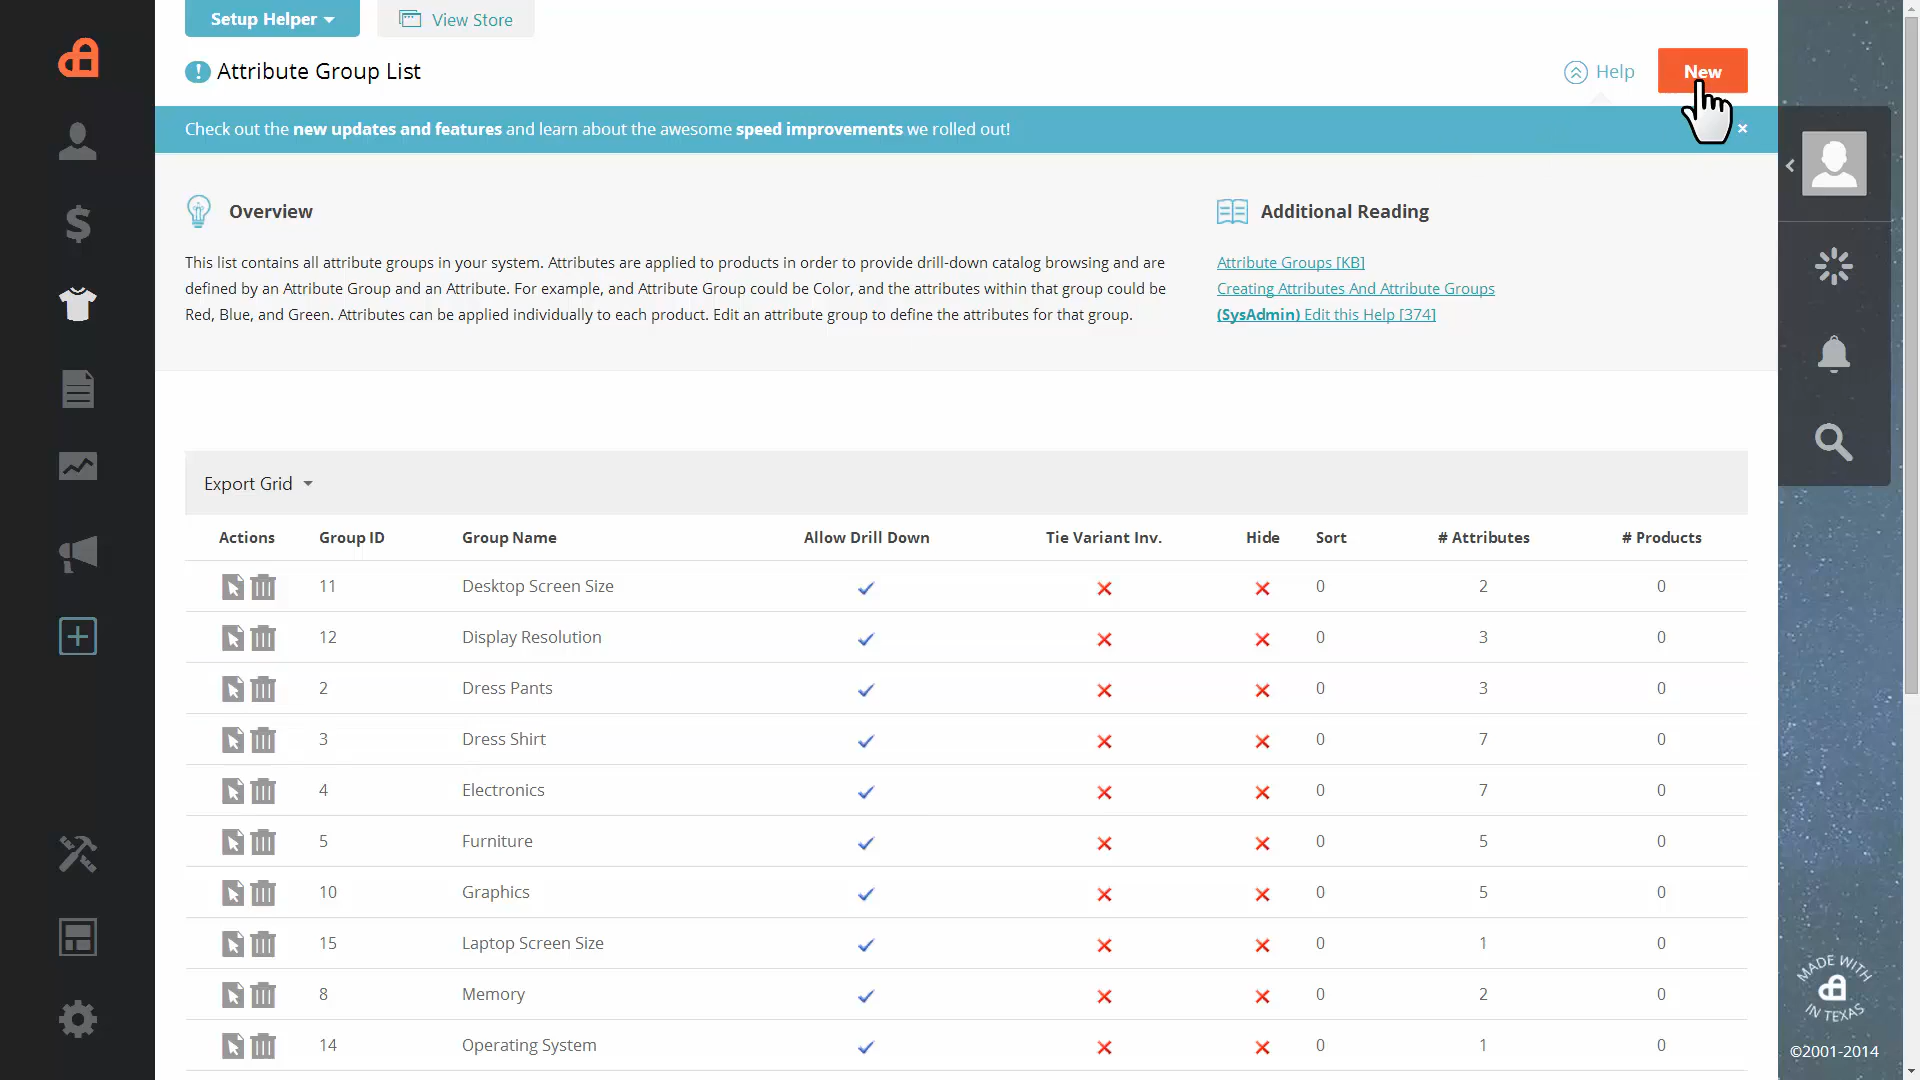 Setup Helper
View Store
Attribute Group List
Help
New
Check out the new updates and features and learn about the awesome speed improvements we rolled out!
×
Overview
This list contains all attribute groups in your system. Attributes are applied to products in order to provide drill-down catalog browsing and are
defined by an Attribute Group and an Attribute. For example, and Attribute Group could be Color, and the attributes within that group could be
Red, Blue, and Green. Attributes can be applied individually to each product. Edit an attribute group to define the attributes for that group.
Additional Reading
Attribute Groups [KB]
Creating Attributes And Attribute Groups
(SysAdmin) Edit this Help [374]
Export Grid
Actions Group ID Group Name Allow Drill Down Tie Variant Inv. Hide Sort # Attributes # Products
11 Desktop Screen Size 0 2 0
12 Display Resolution 0 3 0
2 Dress Pants 0 3 0
3 Dress Shirt 0 7 0
4 Electronics 0 7 0
5 Furniture 0 5 0
10 Graphics 0 5 0
15 Laptop Screen Size 0 1 0
8 Memory 0 2 0
14 Operating System 0 1 0
MADE WITH
IN TEXAS
©2001-2014